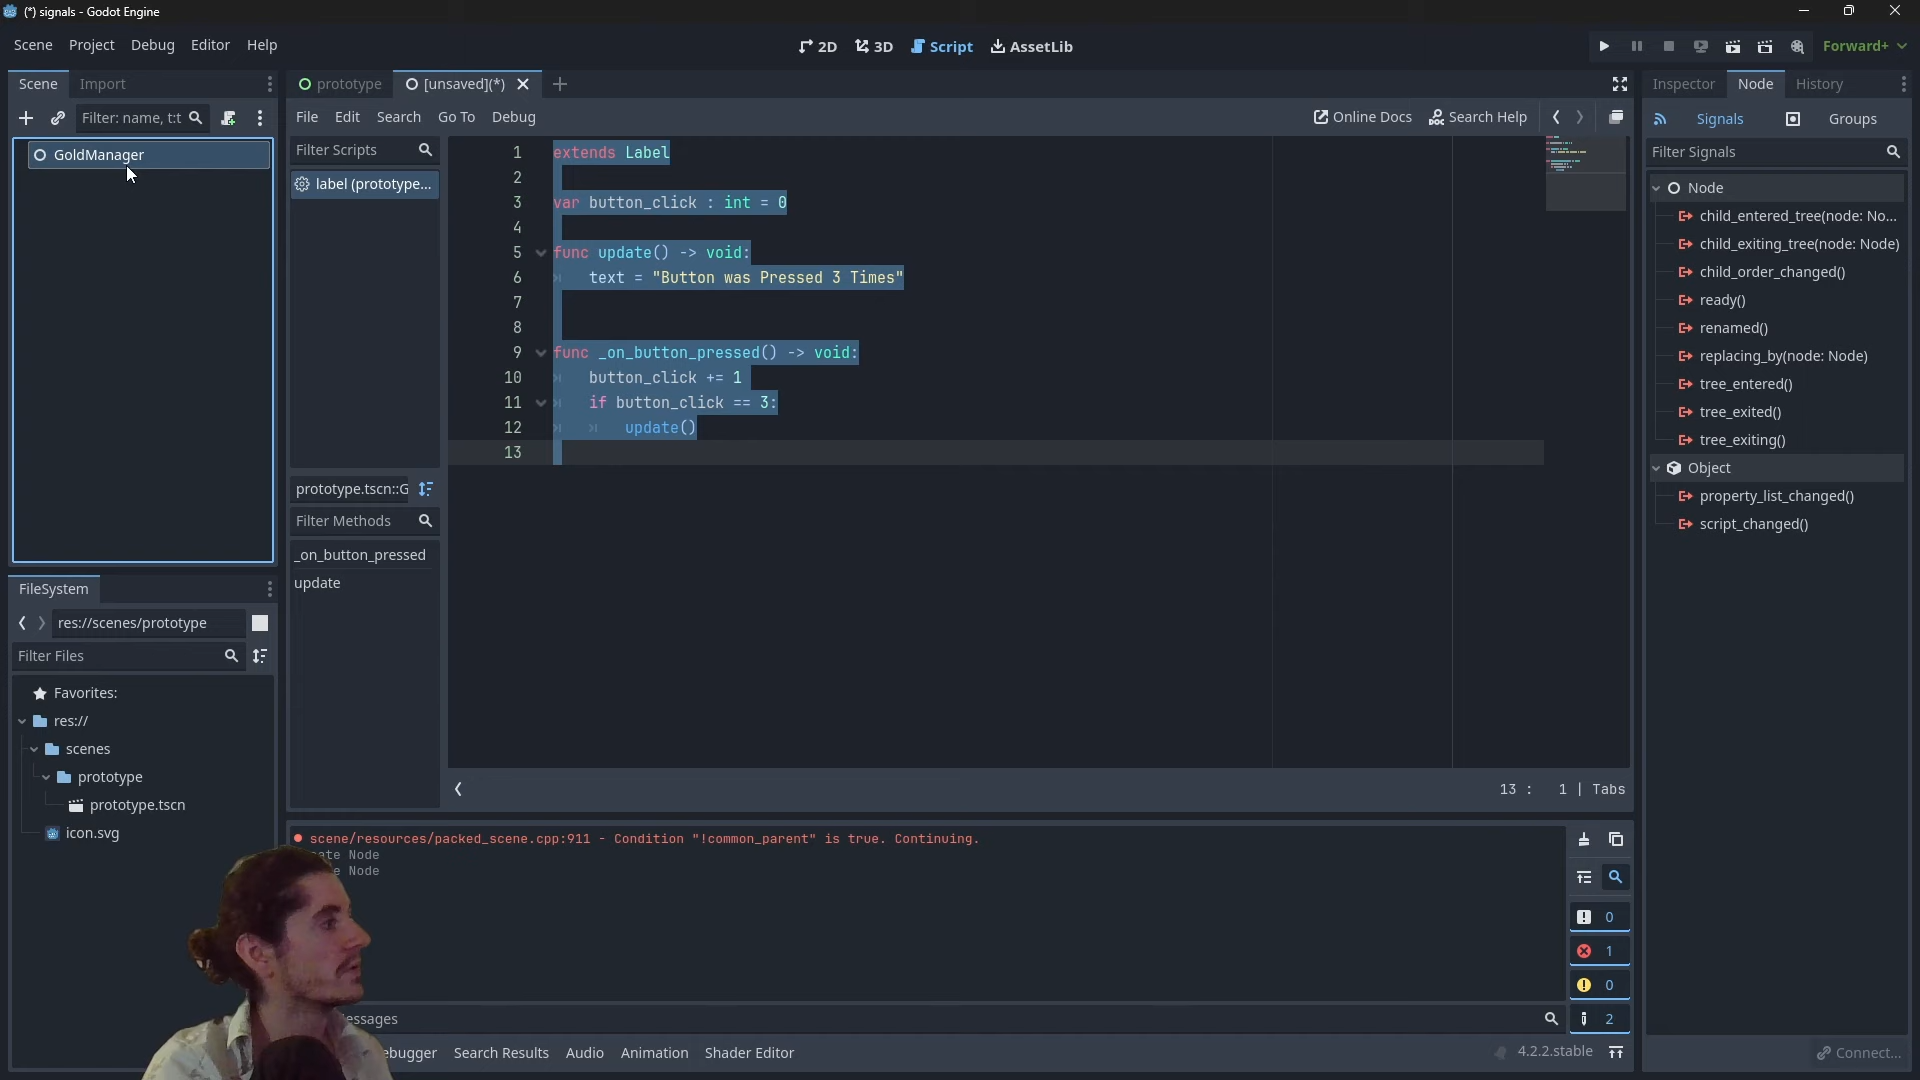 (*) signals - Godot Engine
Scene Project Debug Editor Help
2D 3D Script AssetLib
Forward+
Scene Import
Filter: name, t:t
GoldManager
prototype [unsaved](*)
File Edit Search Go To Debug
Online Docs Search Help
Filter Scripts
label (prototype...
prototype.tscn::G
Filter Methods
_on_button_pressed
update
1 extends Label
2
3 var button_click : int = 0
4
5 func update() -> void:
6 text = "Button was Pressed 3 Times"
7
8
9 func _on_button_pressed() -> void:
10 button_click += 1
11 if button_click == 3:
12 update()
13
13 : 1 | Tabs
Inspector Node History
Signals Groups
Filter Signals
Node
child_entered_tree(node: No...
child_exiting_tree(node: Node)
child_order_changed()
ready()
renamed()
replacing_by(node: Node)
tree_entered()
tree_exited()
tree_exiting()
Object
property_list_changed()
script_changed()
Connect...
FileSystem
res://scenes/prototype
Filter Files
Favorites:
res://
scenes
prototype
prototype.tscn
icon.svg
scene/resources/packed_scene.cpp:911 - Condition "!common_parent" is true. Continuing.
ate Node
e Node
0
1
0
2
essages
ebugger Search Results Audio Animation Shader Editor
4.2.2.stable